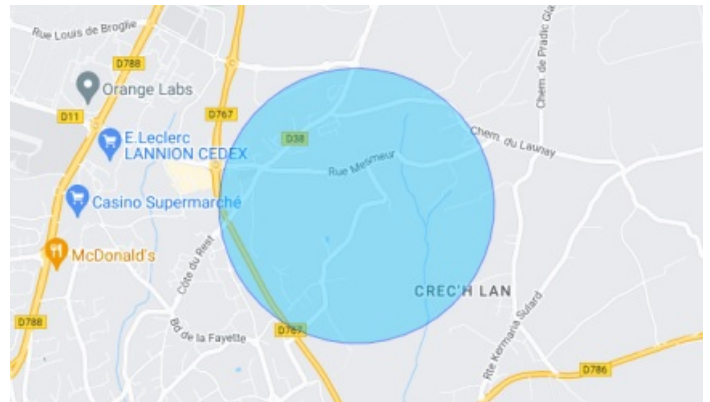 Rue Louis de Broglie
D788
Orange Labs
D11
D767
D38
Chem. de Pradic Gla
E.Leclerc
LANNION CEDEX
Chem. du Launay
Rue Mesmeur
Casino Supermarché
McDonald's
Côte du Rest
CREC'H LAN
D788
Bd de la Fayette
D767
Rte Kermaria Sulard
D786